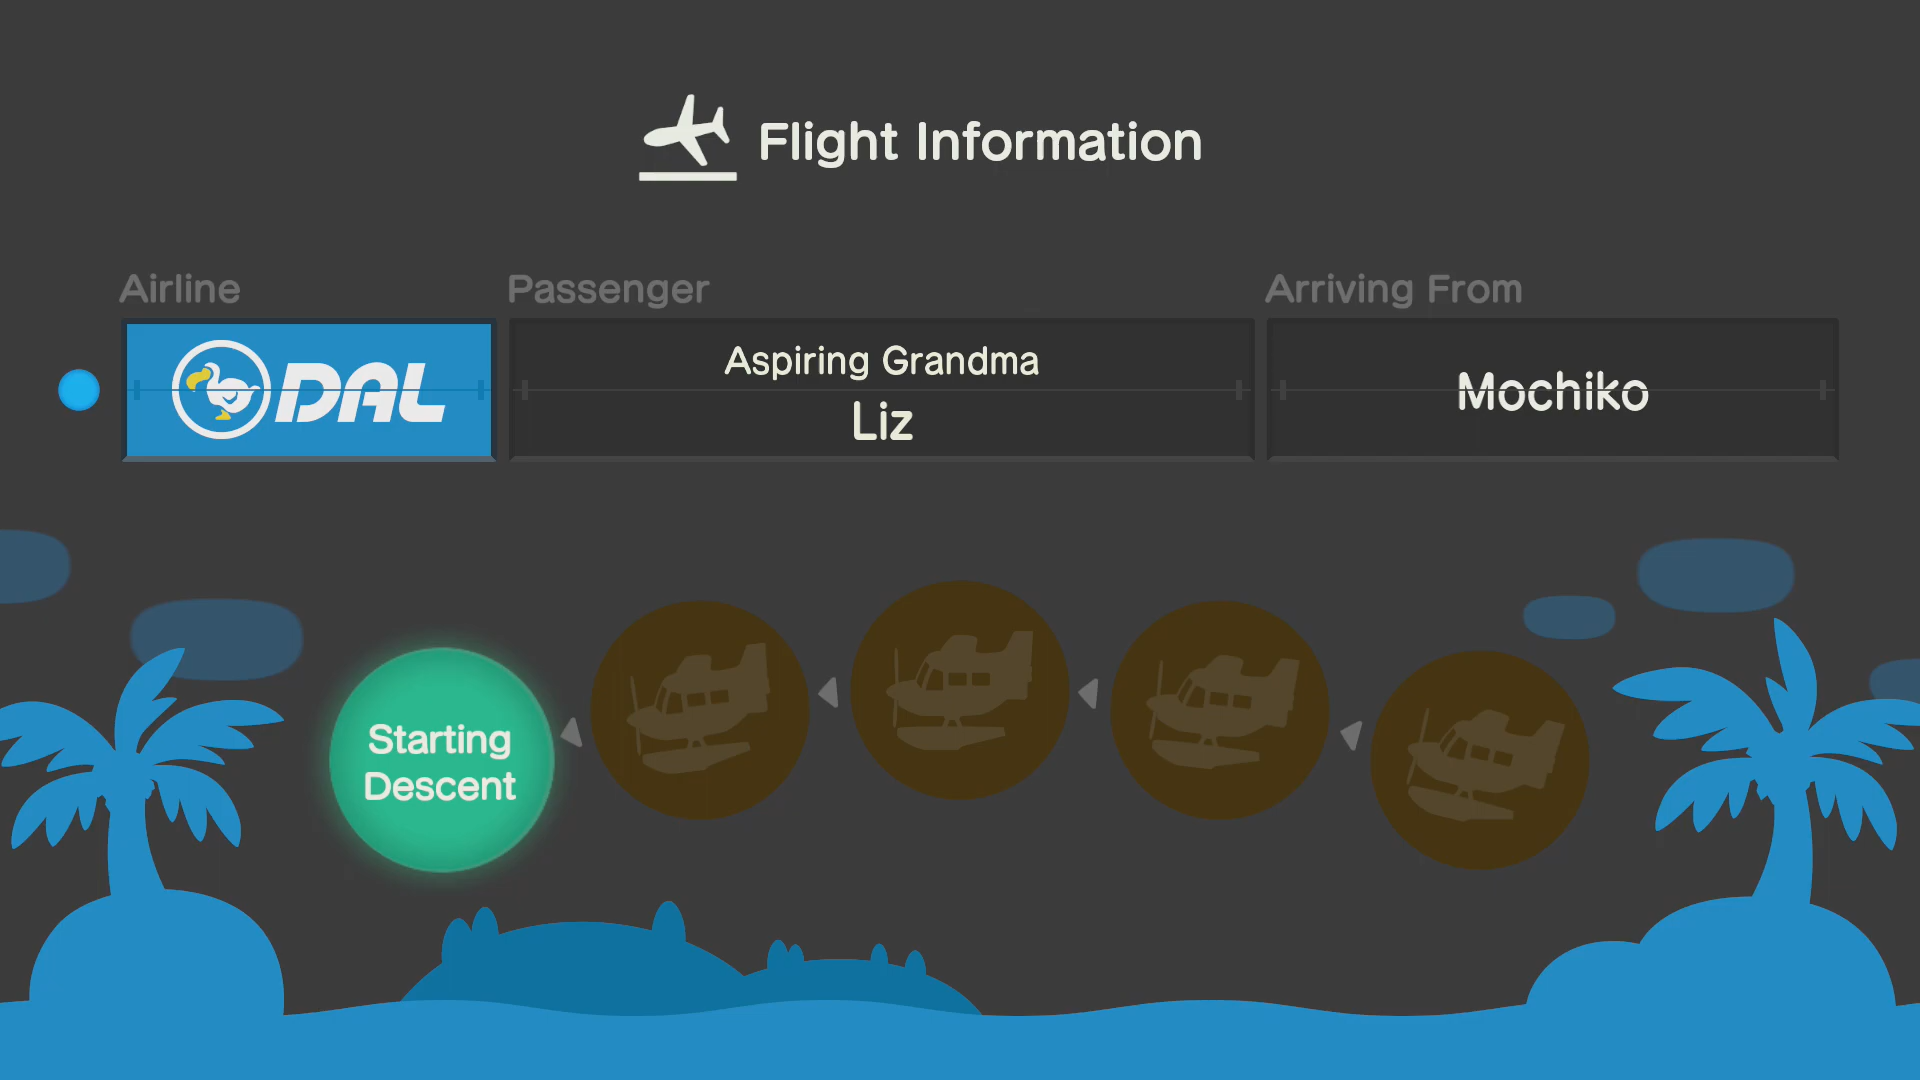 Flight Information
Airline
Passenger
Arriving From
DAL
Aspiring Grandma
Liz
Mochiko
Starting
Descent